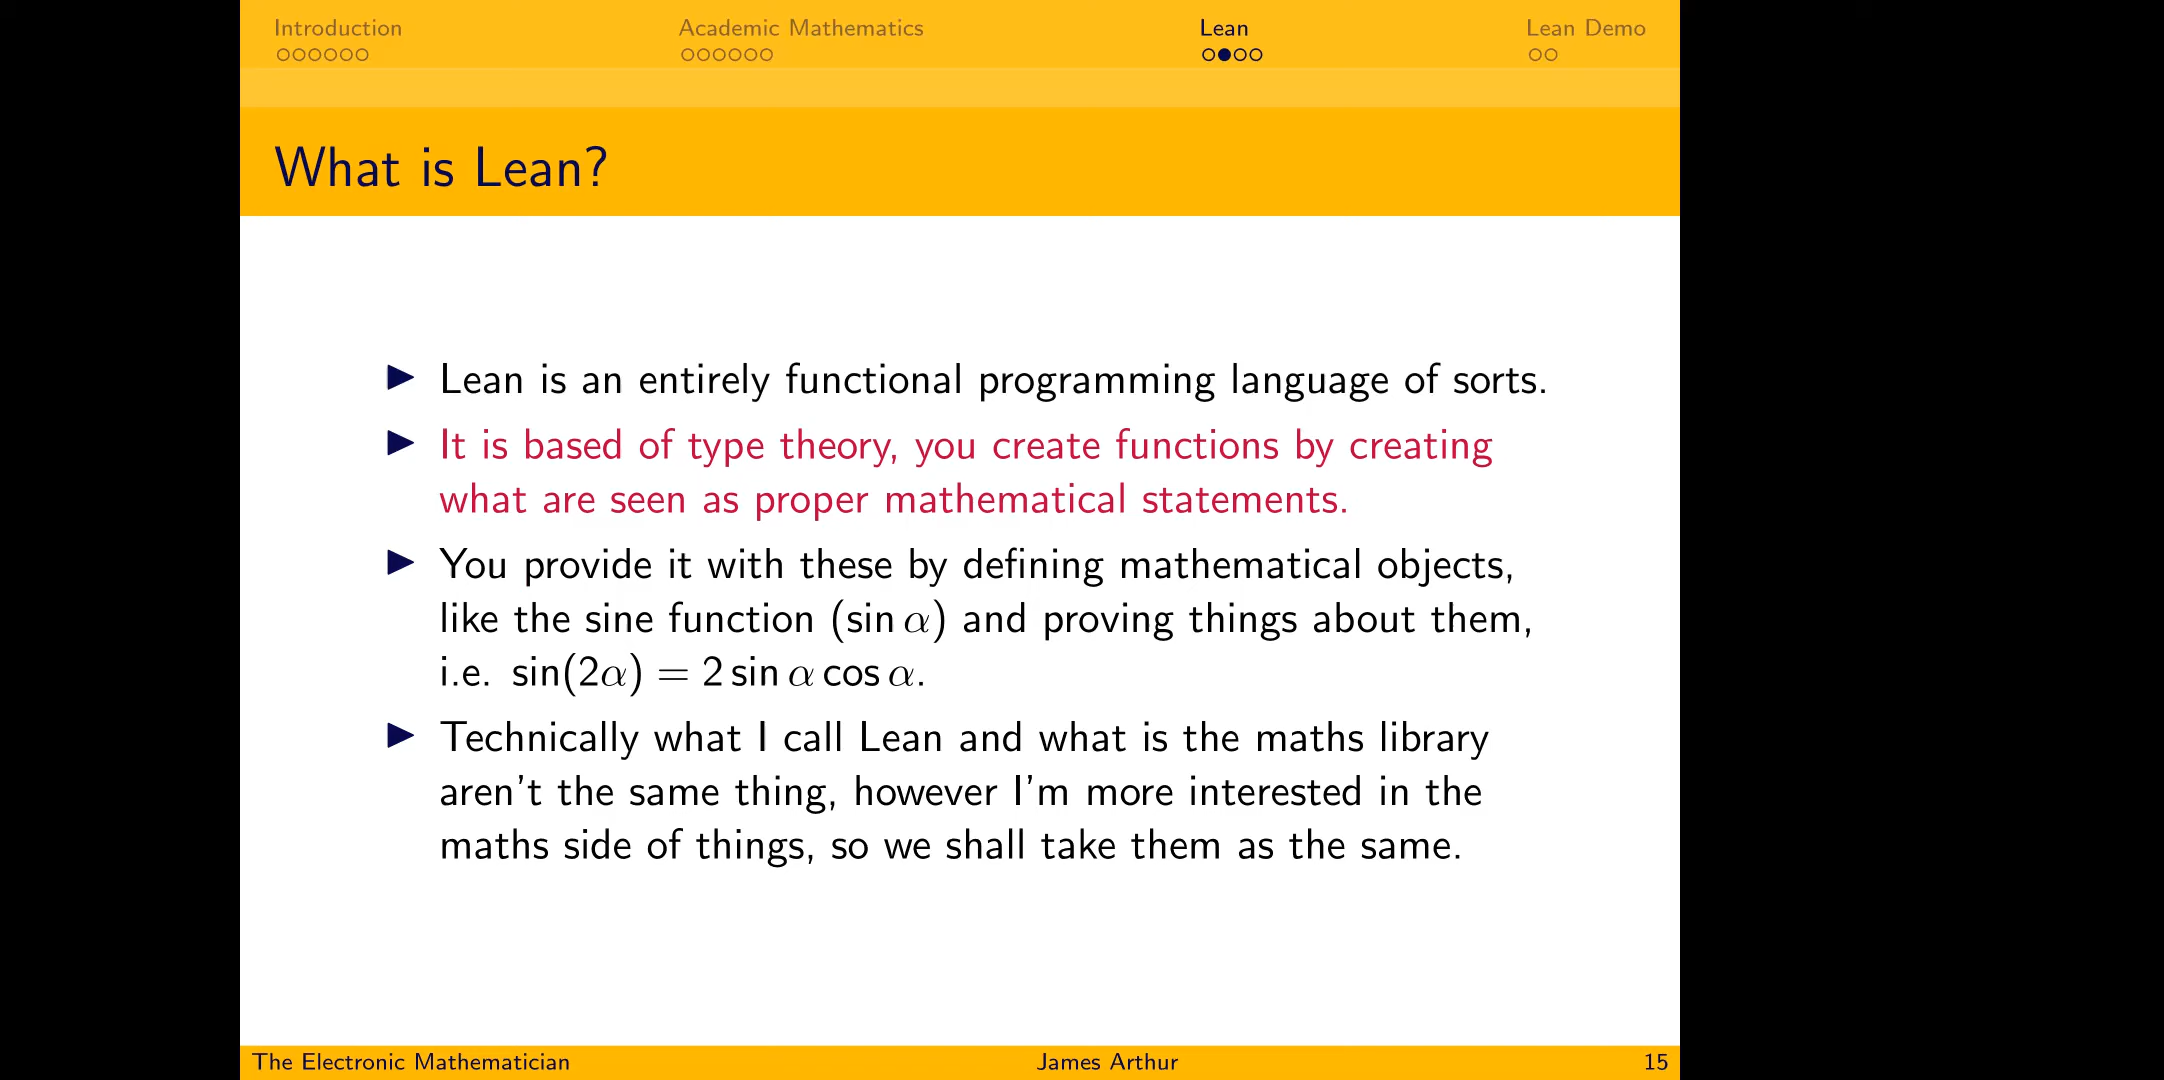 Introduction
Academic Mathematics
Lean
Lean Demo
What is Lean?
Lean is an entirely functional programming language of sorts.
It is based of type theory, you create functions by creating
what are seen as proper mathematical statements.
You provide it with these by defining mathematical objects,
like the sine function (sin α) and proving things about them,
i.e. sin(2α) = 2 sin α cos α.
Technically what I call Lean and what is the maths library
aren't the same thing, however I'm more interested in the
maths side of things, so we shall take them as the same.
The Electronic Mathematician
James Arthur
15